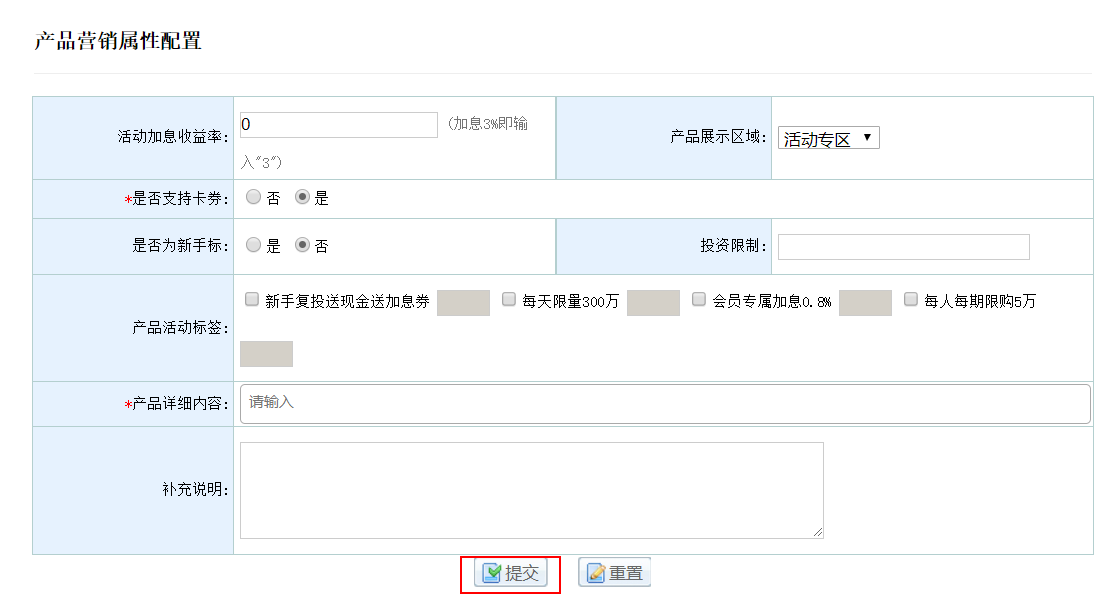 产品营销属性配置
活动加息收益率： 0 (加息3%即输入"3") 产品展示区域： 活动专区
*是否支持卡券： 否 是
是否为新手标： 是 否 投资限制：
产品活动标签： 新手复投送现金送加息券 每天限量300万 会员专属加息0.8% 每人每期限购5万
*产品详细内容： 请输入
补充说明：
提交 重置